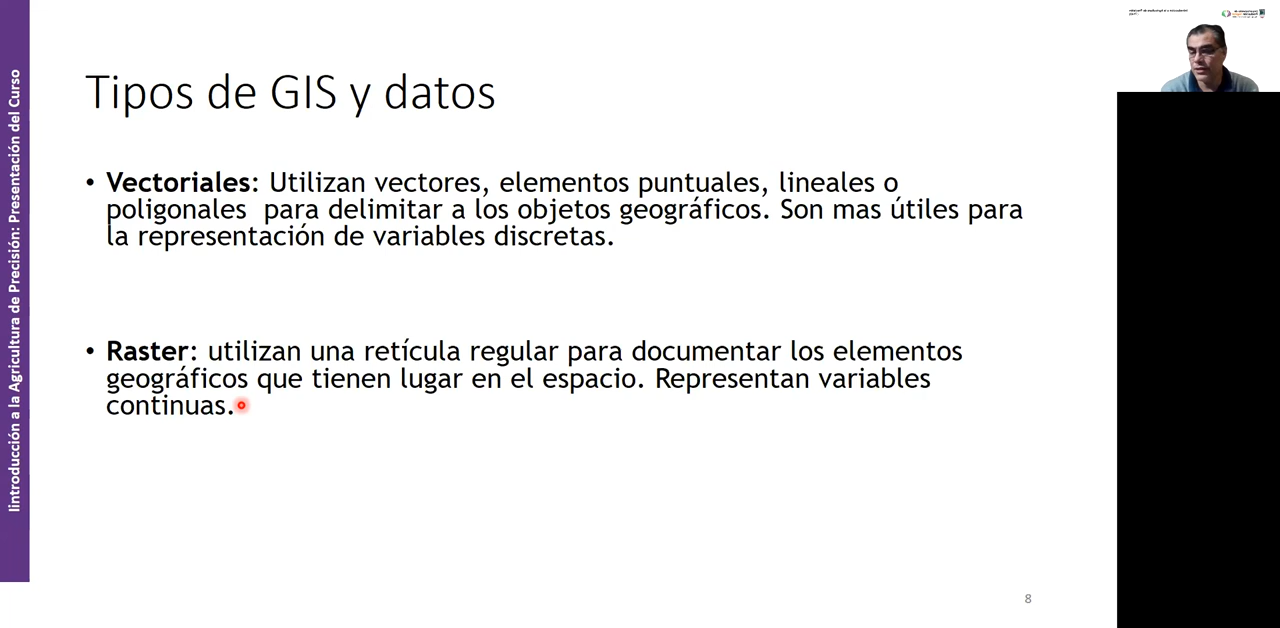 Iintroducción a la Agricultura de Precisión: Presentación del Curso
Tipos de GIS y datos
• Vectoriales: Utilizan vectores, elementos puntuales, lineales o
poligonales para delimitar a los objetos geográficos. Son mas útiles para
la representación de variables discretas.
• Raster: utilizan una retícula regular para documentar los elementos
geográficos que tienen lugar en el espacio. Representan variables
continuas.
8